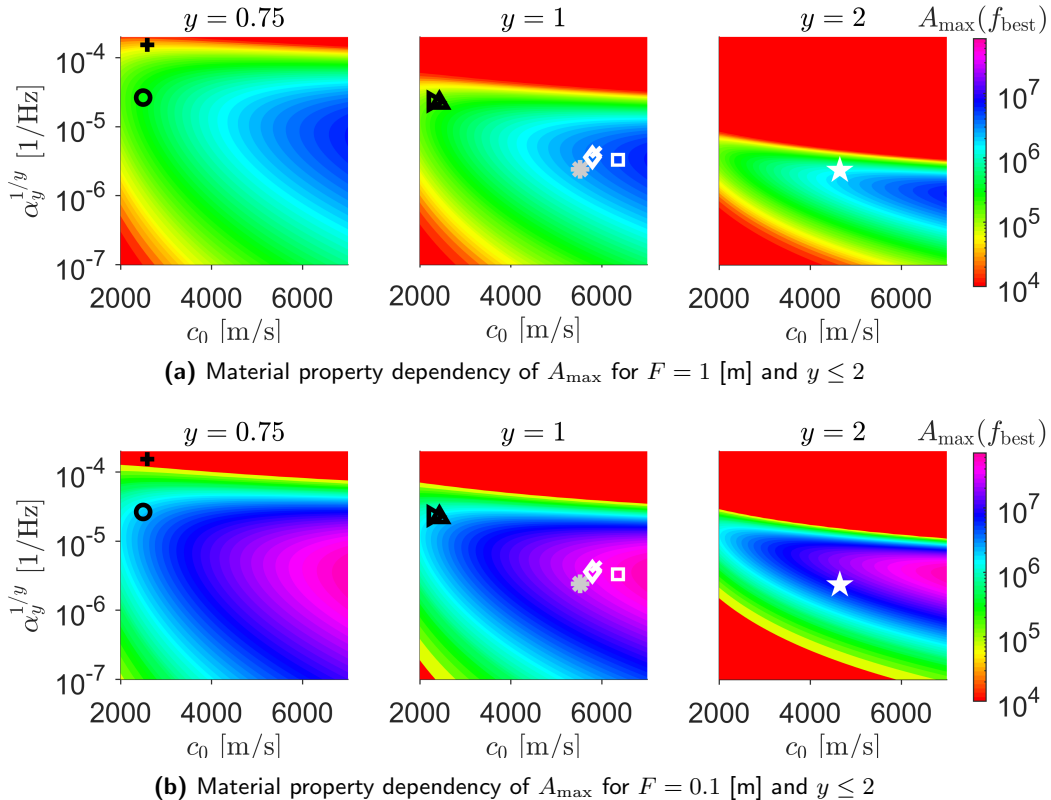 y = 0.75 y = 1 y = 2 A_max(f_best)
10^-4
10^-5
10^-6
10^-7
α_y^{1/y} [1/Hz]
2000 4000 6000
2000 4000 6000
2000 4000 6000
10^7
10^6
10^5
10^4
c_0 [m/s] c_0 [m/s] c_0 [m/s]
(a) Material property dependency of A_max for F = 1 [m] and y ≤ 2
y = 0.75 y = 1 y = 2 A_max(f_best)
10^-4
10^-5
10^-6
10^-7
α_y^{1/y} [1/Hz]
2000 4000 6000
2000 4000 6000
2000 4000 6000
10^7
10^6
10^5
10^4
c_0 [m/s] c_0 [m/s] c_0 [m/s]
(b) Material property dependency of A_max for F = 0.1 [m] and y ≤ 2